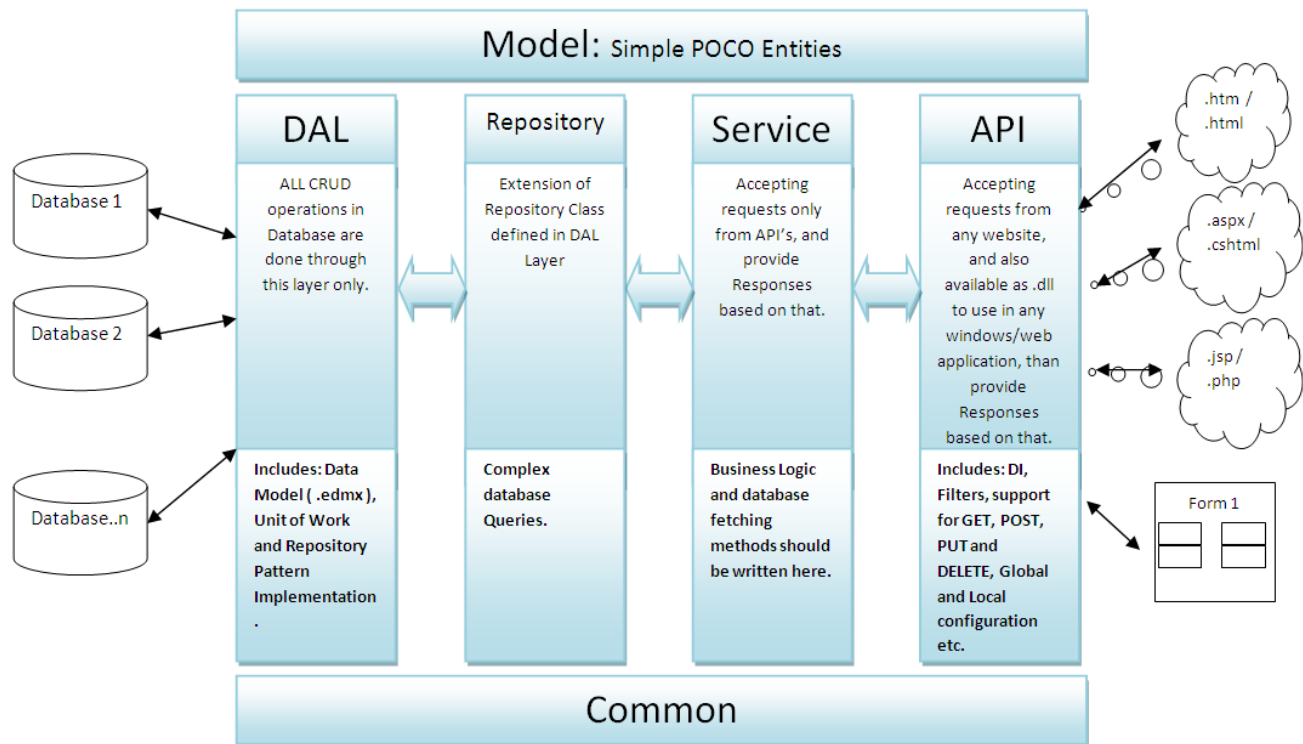 Model: Simple POCO Entities
DAL
ALL CRUD
operations in
Database are
done through
this layer only.
Includes: Data
Model ( .edmx ),
Unit of Work
and Repository
Pattern
Implementation
.
Repository
Extension of
Repository Class
defined in DAL
Layer
Complex
database
Queries.
Service
Accepting
requests only
from API's, and
provide
Responses
based on that.
Business Logic
and database
fetching
methods should
be written here.
API
Accepting
requests from
any website,
and also
available as .dll
to use in any
windows/web
application, than
provide
Responses
based on that.
Includes: DI,
Filters, support
for GET, POST,
PUT and
DELETE, Global
and Local
configuration
etc.
Database 1
Database 2
Database..n
.htm /
.html
.aspx /
.cshtml
.jsp /
.php
Form 1
Common